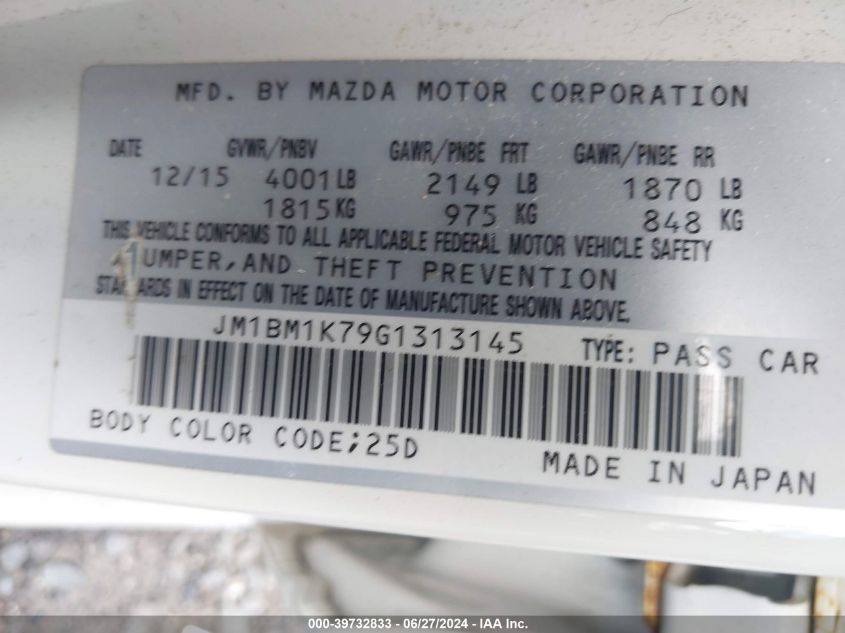 MFD. BY MAZDA MOTOR CORPORATION
DATE GVWR/PNBV GAWR/PNBE FRT GAWR/PNBE RR
12/15 4001 LB 2149 LB 1870 LB
1815 KG 975 KG 848 KG
THIS VEHICLE CONFORMS TO ALL APPLICABLE FEDERAL MOTOR VEHICLE SAFETY
UMPER, AND THEFT PREVENTION
STANDARDS IN EFFECT ON THE DATE OF MANUFACTURE SHOWN ABOVE.
JM1BM1K79G1313145 TYPE: PASS CAR
BODY COLOR CODE;25D
MADE IN JAPAN
000-39732833 - 06/27/2024 - IAA Inc.